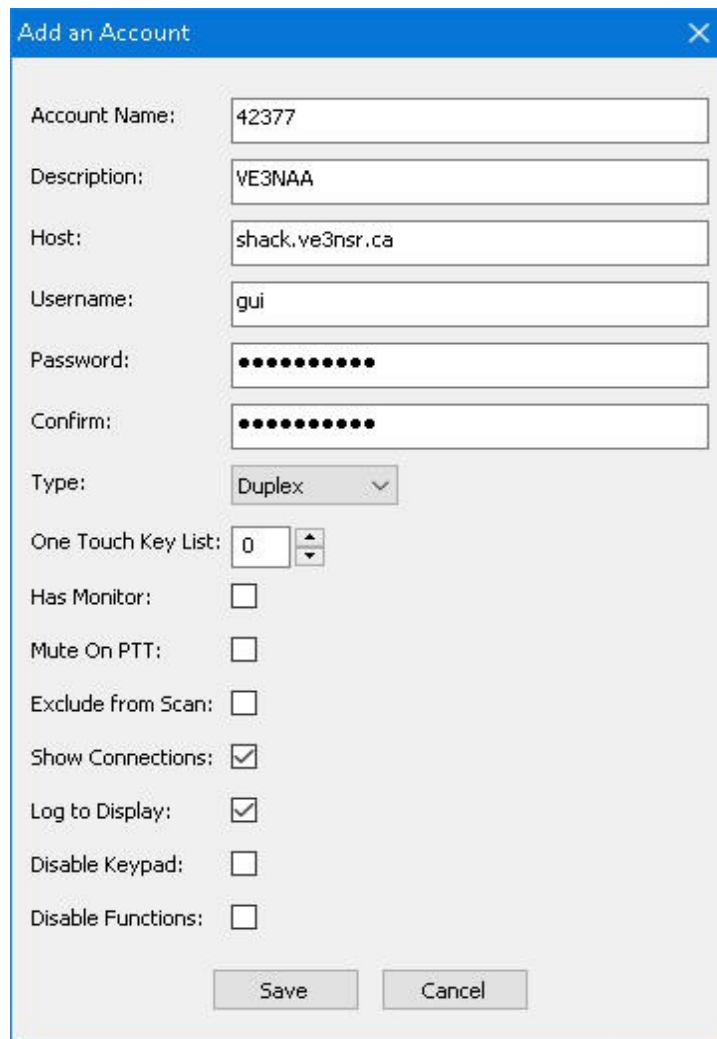 Add an Account
Account Name: 42377
Description: VE3NAA
Host: shack.ve3nsr.ca
Username: gui
Password: ●●●●●●●●●●
Confirm: ●●●●●●●●●●
Type: Duplex
One Touch Key List: 0
Has Monitor:
Mute On PTT:
Exclude from Scan:
Show Connections:
Log to Display:
Disable Keypad:
Disable Functions:
Save Cancel